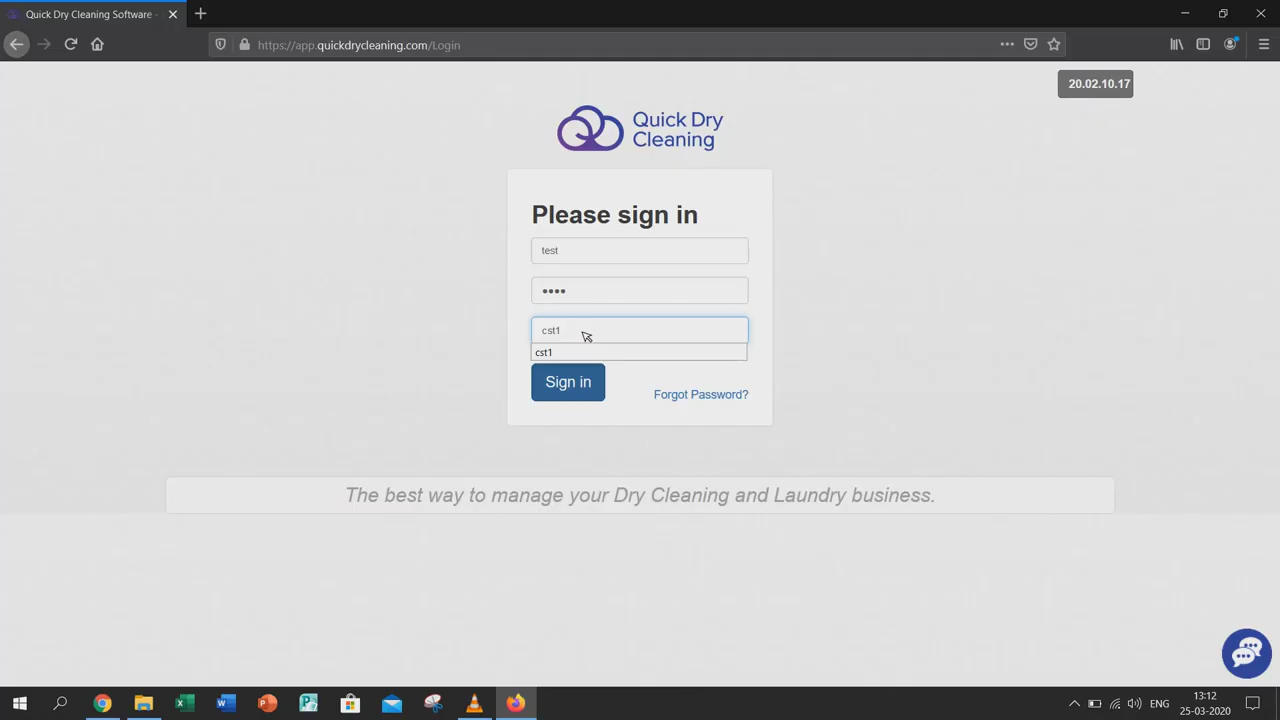 Quick Dry Cleaning Software -
https://app.quickdrycleaning.com/Login
20.02.10.17
Quick Dry
Cleaning
Please sign in
test
••••
cst1
cst1
Sign in
Forgot Password?
The best way to manage your Dry Cleaning and Laundry business.
ENG
13:12
25-03-2020